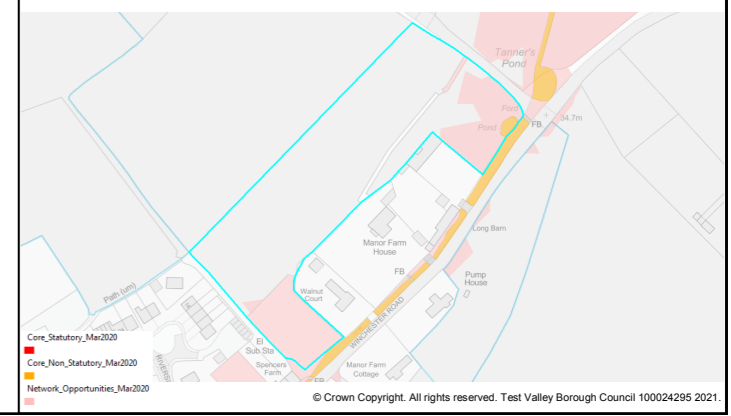 Tanner's
Pond
Ford
34.7m
Pond
FB
Long Barn
Manor Farm
House
FB
Pump
House
Walnut
Court
Path (um)
WINCHESTER ROAD
El
Sub Sta
Spencers
Farm
Manor Farm
Cottage
FB
Core_Statutory_Mar2020
Core_Non_Statutory_Mar2020
Network_Opportunities_Mar2020
© Crown Copyright. All rights reserved. Test Valley Borough Council 100024295 2021.